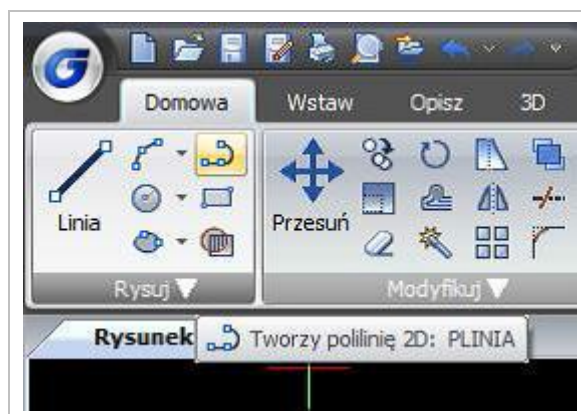 Domowa Wstaw Opisz 3D
Linia
Przesuń
Rysuj Modyfikuj
Rysunek
Tworzy polilinię 2D: PLINIA